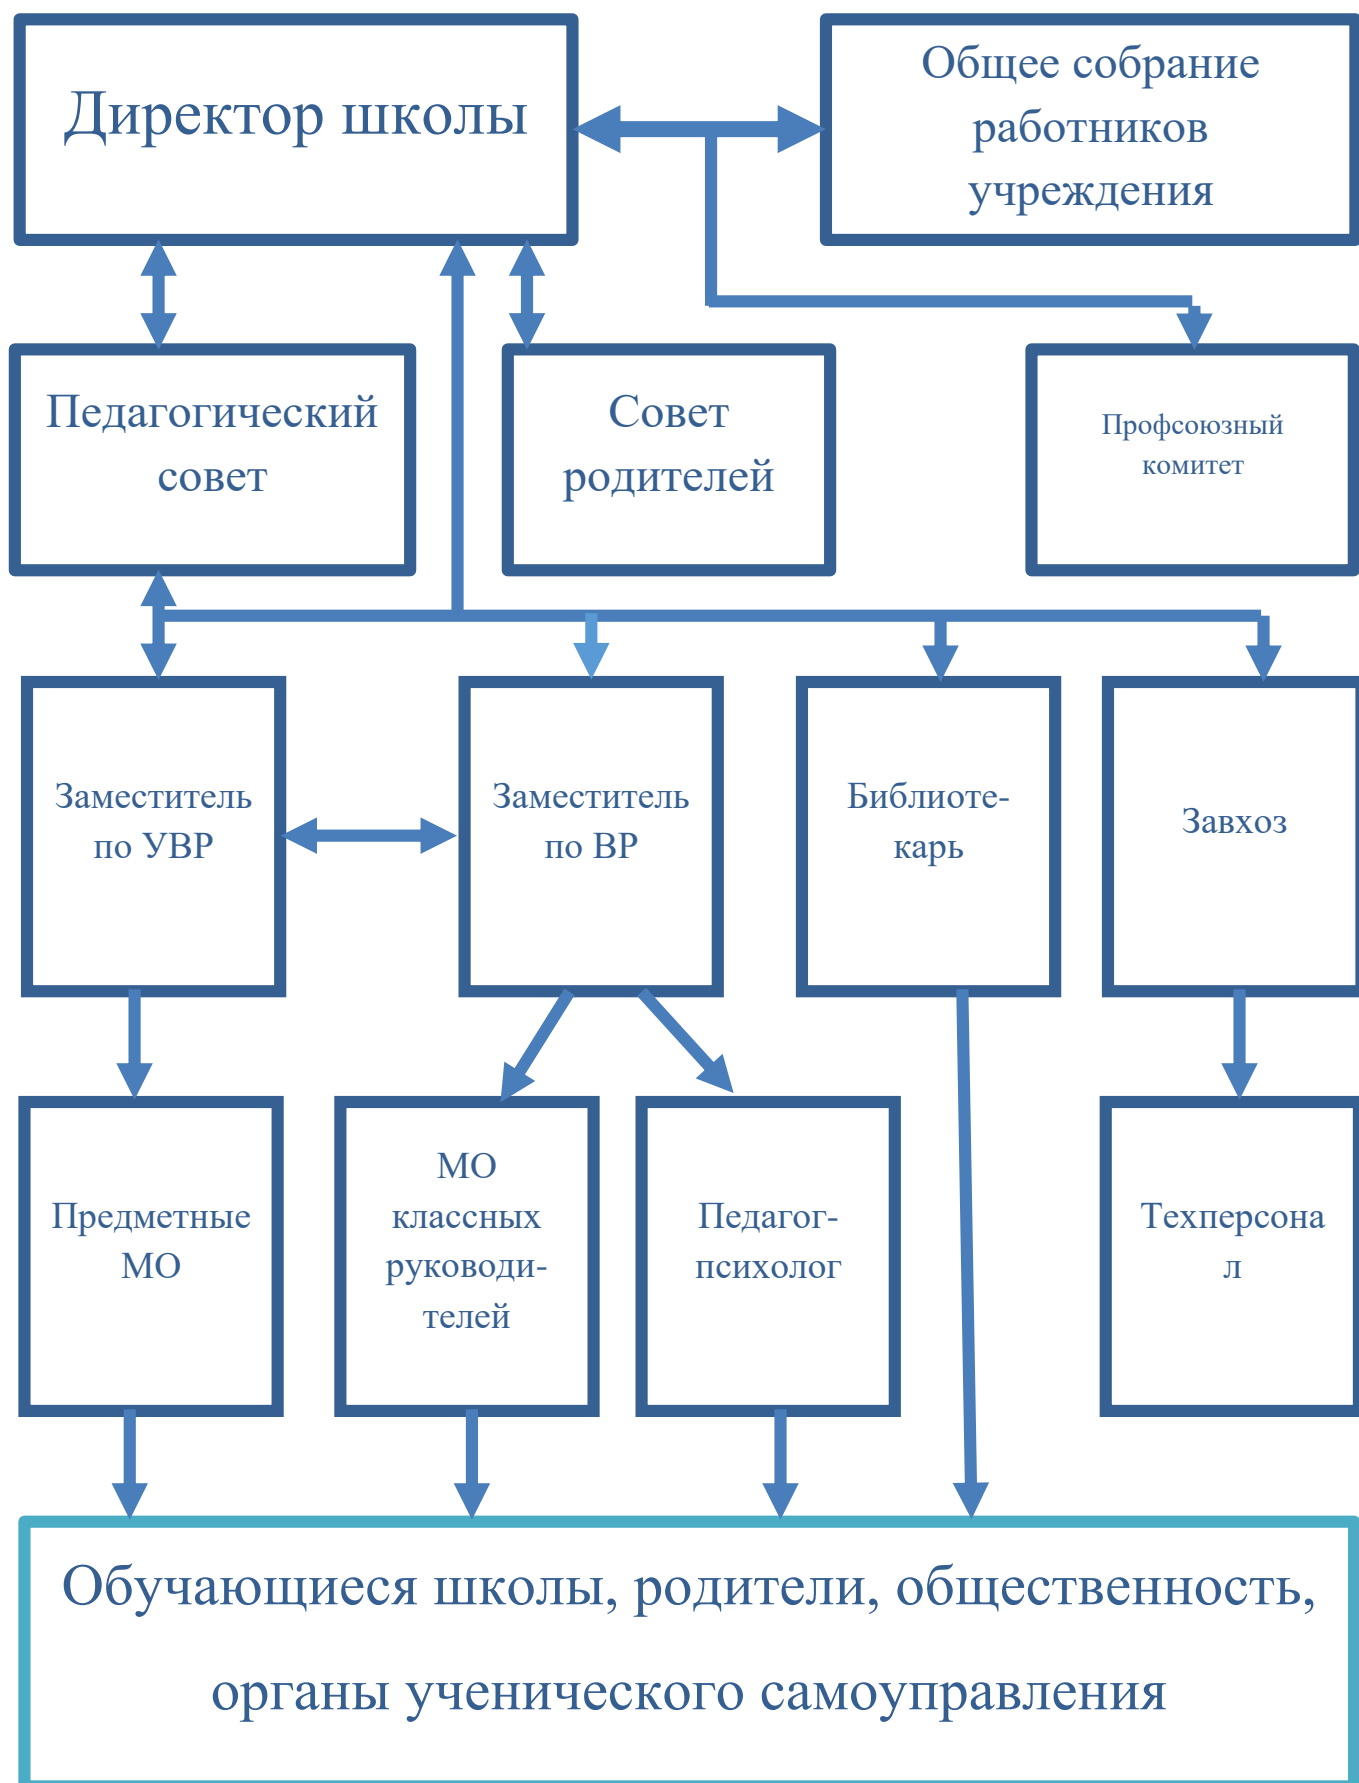 Директор школы
Общее собрание
работников
учреждения
Педагогический
совет
Совет
родителей
Профсоюзный
комитет
Заместитель
по УВР
Заместитель
по ВР
Библиоте-
карь
Завхоз
Предметные
МО
МО
классных
руководи-
телей
Педагог-
психолог
Техперсона
л
Обучающиеся школы, родители, общественность,
органы ученического самоуправления